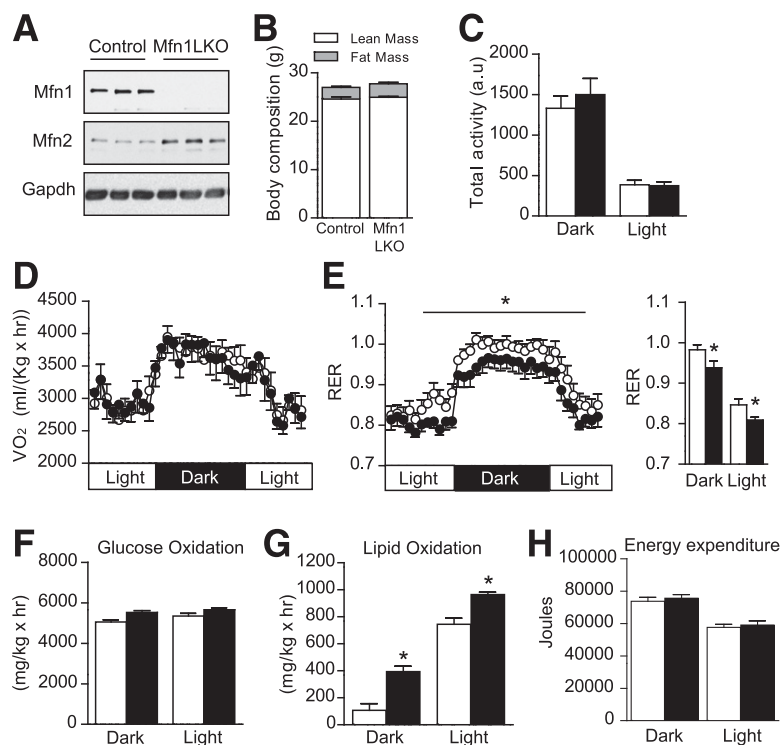 A
Control Mfn1LKO
Mfn1
Mfn2
Gapdh
B
Lean Mass
Fat Mass
Body composition (g)
30
20
10
0
Control
Mfn1
LKO
C
Total activity (a.u)
2000
1500
1000
500
0
Dark Light
D
VO2 (ml/(Kg x hr))
4500
4000
3500
3000
2500
2000
Light Dark Light
E
RER
1.1
1.0
0.9
0.8
0.7
*
Light Dark Light
RER
1.1
1.0
0.9
0.8
0.7
*
*
Dark Light
F
Glucose Oxidation
(mg/kg x hr)
8000
6000
4000
2000
0
Dark Light
G
Lipid Oxidation
(mg/kg x hr)
1200
1000
800
600
400
200
0
*
*
Dark Light
H
Energy expenditure
Joules
100000
80000
60000
40000
20000
0
Dark Light